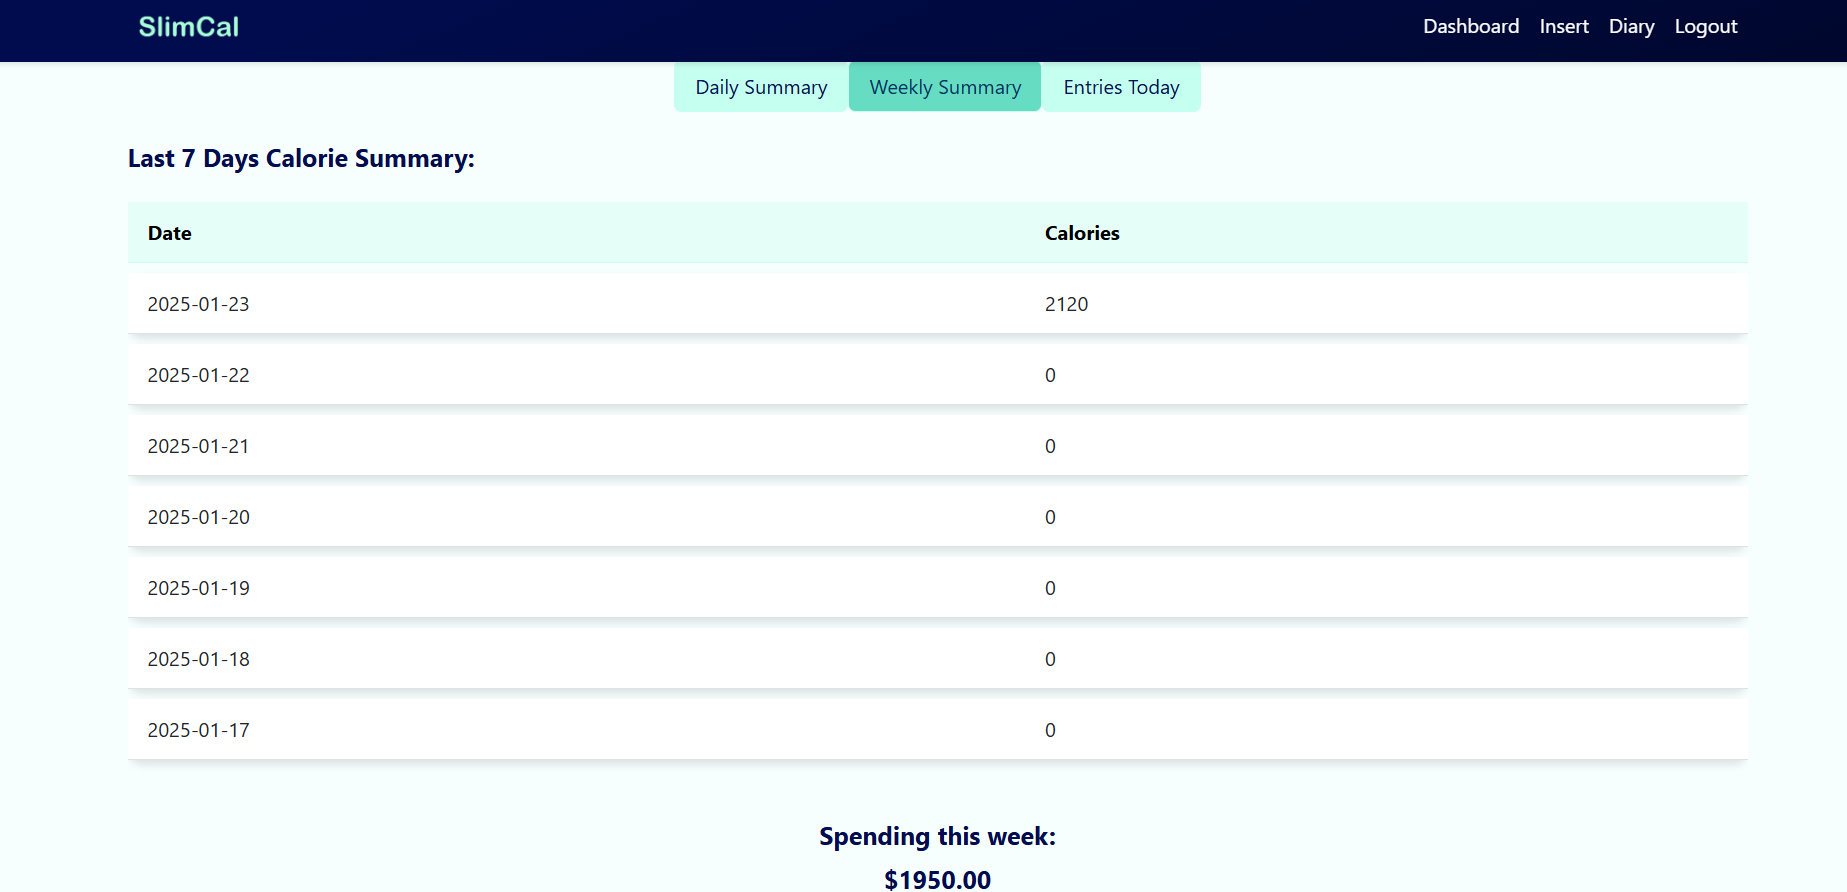 SlimCal Dashboard Insert Diary Logout
Daily Summary Weekly Summary Entries Today
Last 7 Days Calorie Summary:
Date Calories
2025-01-23 2120
2025-01-22 0
2025-01-21 0
2025-01-20 0
2025-01-19 0
2025-01-18 0
2025-01-17 0
Spending this week:
$1950.00